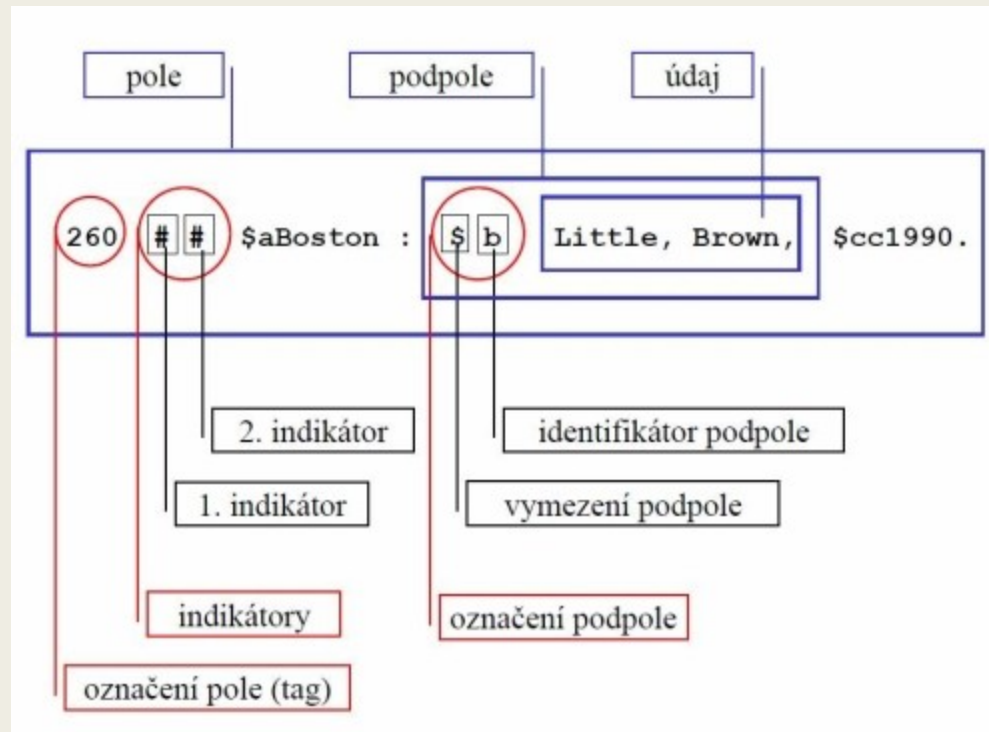 pole podpole údaj
260 # # $aBoston : $ b Little, Brown, $cc1990.
2. indikátor identifikátor podpole
1. indikátor vymezení podpole
indikátory označení podpole
označení pole (tag)